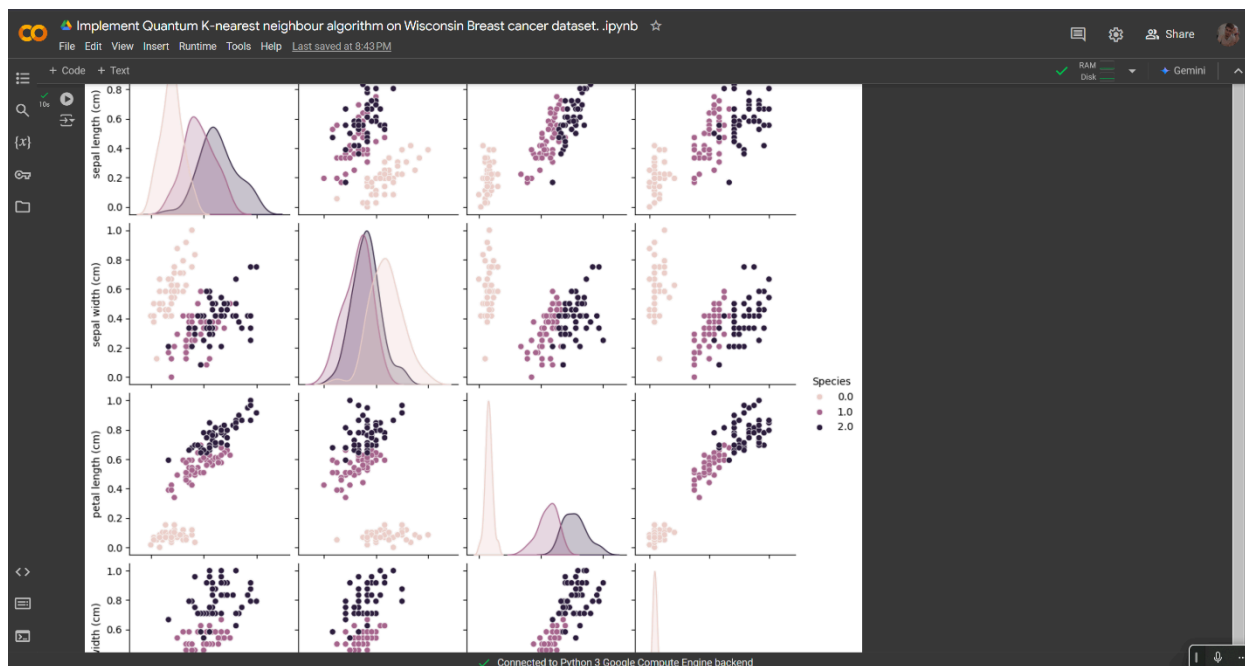 Implement Quantum K-nearest neighbour algorithm on Wisconsin Breast cancer dataset. .ipynb
File Edit View Insert Runtime Tools Help Last saved at 8:43 PM
Share
+ Code + Text
RAM
Disk
Gemini
10s
{x}
sepal length (cm)
0.8
0.6
0.4
0.2
0.0
sepal width (cm)
1.0
0.8
0.6
0.4
0.2
0.0
Species
0.0
1.0
2.0
petal length (cm)
1.0
0.8
0.6
0.4
0.2
0.0
width (cm)
1.0
0.8
0.6
Connected to Python 3 Google Compute Engine backend